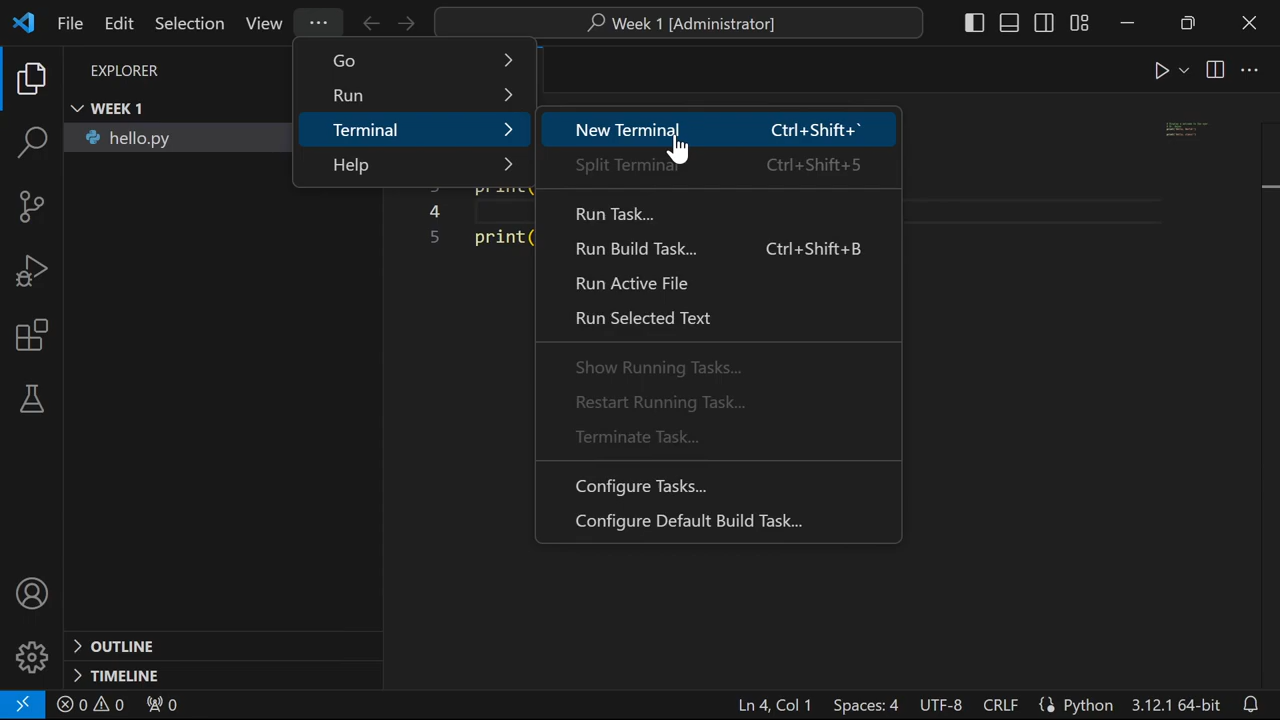 File Edit Selection View ··· Week 1 [Administrator]
EXPLORER
WEEK 1
hello.py
Go
Run
Terminal
Help
New Terminal Ctrl+Shift+`
Split Terminal Ctrl+Shift+5
Run Task...
Run Build Task... Ctrl+Shift+B
Run Active File
Run Selected Text
Show Running Tasks...
Restart Running Task...
Terminate Task...
Configure Tasks...
Configure Default Build Task...
3 print(
4
5 print(
OUTLINE
TIMELINE
0 0 0 Ln 4, Col 1 Spaces: 4 UTF-8 CRLF Python 3.12.1 64-bit